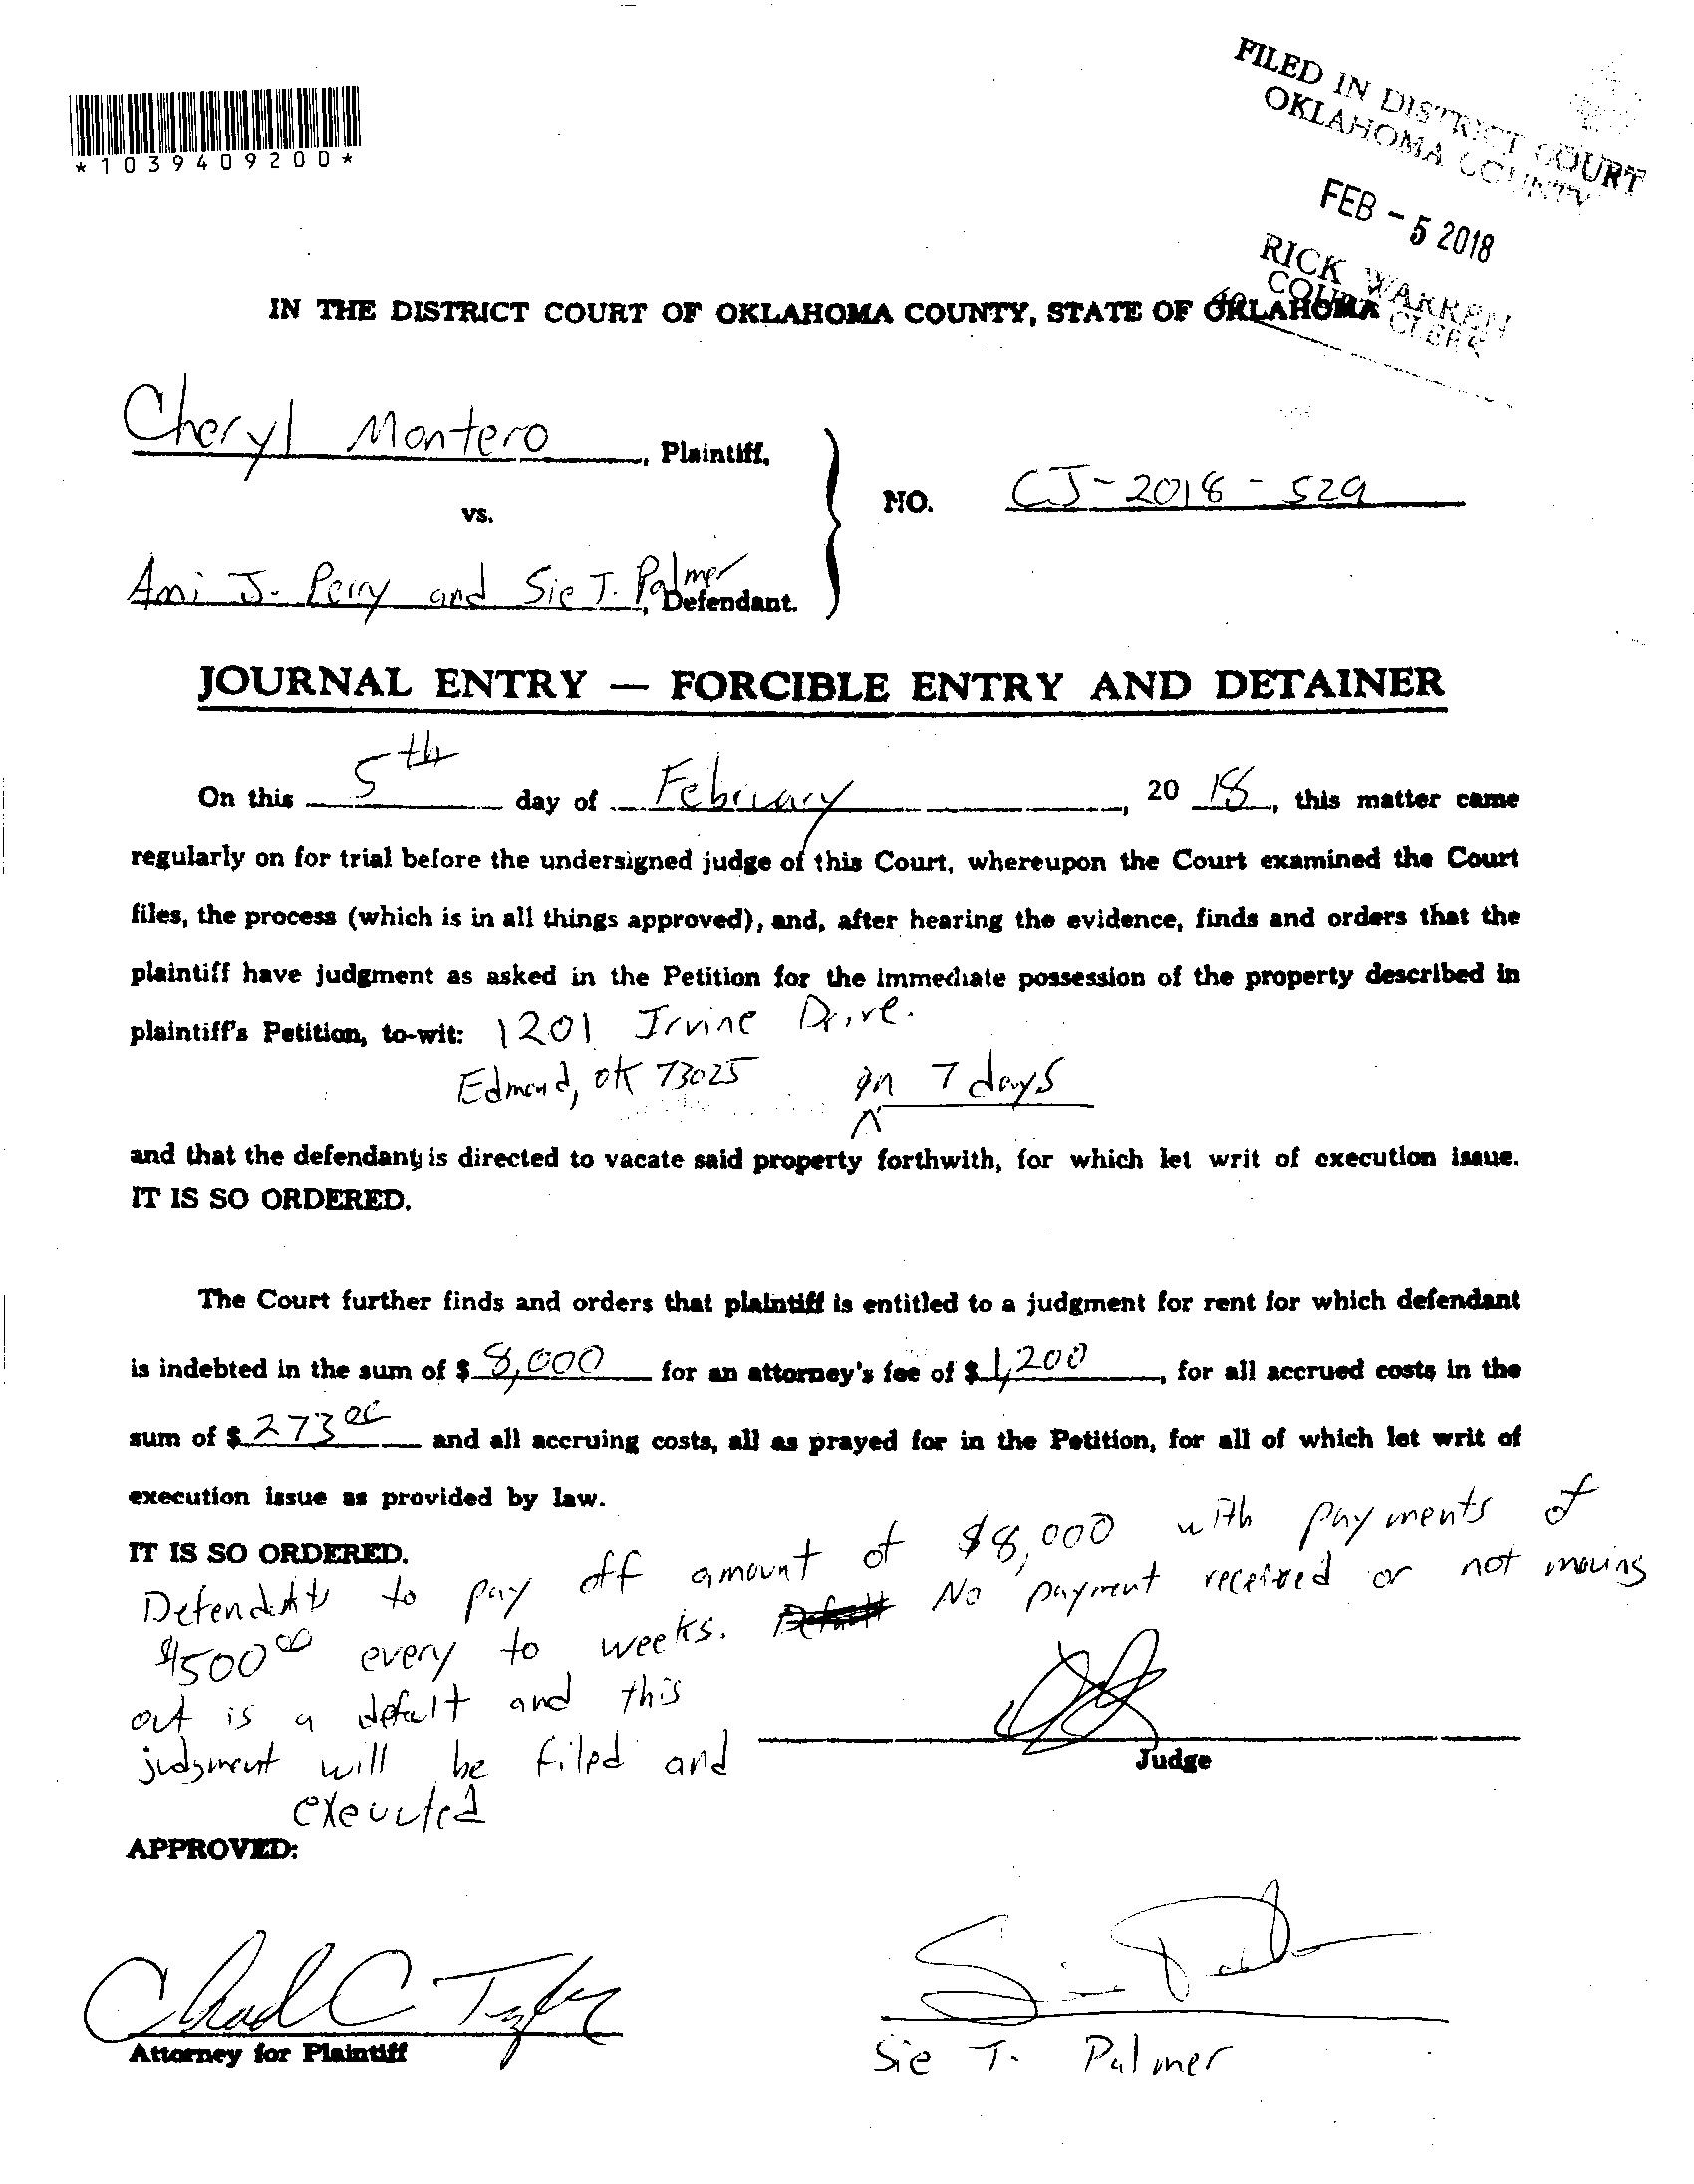 *1039409200*
FILED IN DISTRICT COURT
OKLAHOMA COUNTY
FEB - 5 2018
RICK WARREN
COURT CLERK
IN THE DISTRICT COURT OF OKLAHOMA COUNTY, STATE OF OKLAHOMA
Cheryl Montero, Plaintiff,
vs.
NO. CJ-2018-529
Ami J. Perry and Sie T. Palmer, Defendant.
JOURNAL ENTRY — FORCIBLE ENTRY AND DETAINER
On this 5th day of February, 20 18, this matter came
regularly on for trial before the undersigned judge of this Court, whereupon the Court examined the Court
files, the process (which is in all things approved), and, after hearing the evidence, finds and orders that the
plaintiff have judgment as asked in the Petition for the immediate possession of the property described in
plaintiff's Petition, to-wit: 1201 Irvine Drive.
Edmond, OK 73025 in 7 days
and that the defendant is directed to vacate said property forthwith, for which let writ of execution issue.
IT IS SO ORDERED.
The Court further finds and orders that plaintiff is entitled to a judgment for rent for which defendant
is indebted in the sum of $ 8,000 for an attorney's fee of $ 1,200, for all accrued costs in the
sum of $ 273 00 and all accruing costs, all as prayed for in the Petition, for all of which let writ of
execution issue as provided by law.
IT IS SO ORDERED.
Defendants to pay off amount of $8,000 with payments of
$500 00 every to weeks. No payment received or not moving
out is a default and this
judgment will be filed and
executed
Judge
APPROVED:
Chad C Taylor
Attorney for Plaintiff
Sie T. Palmer